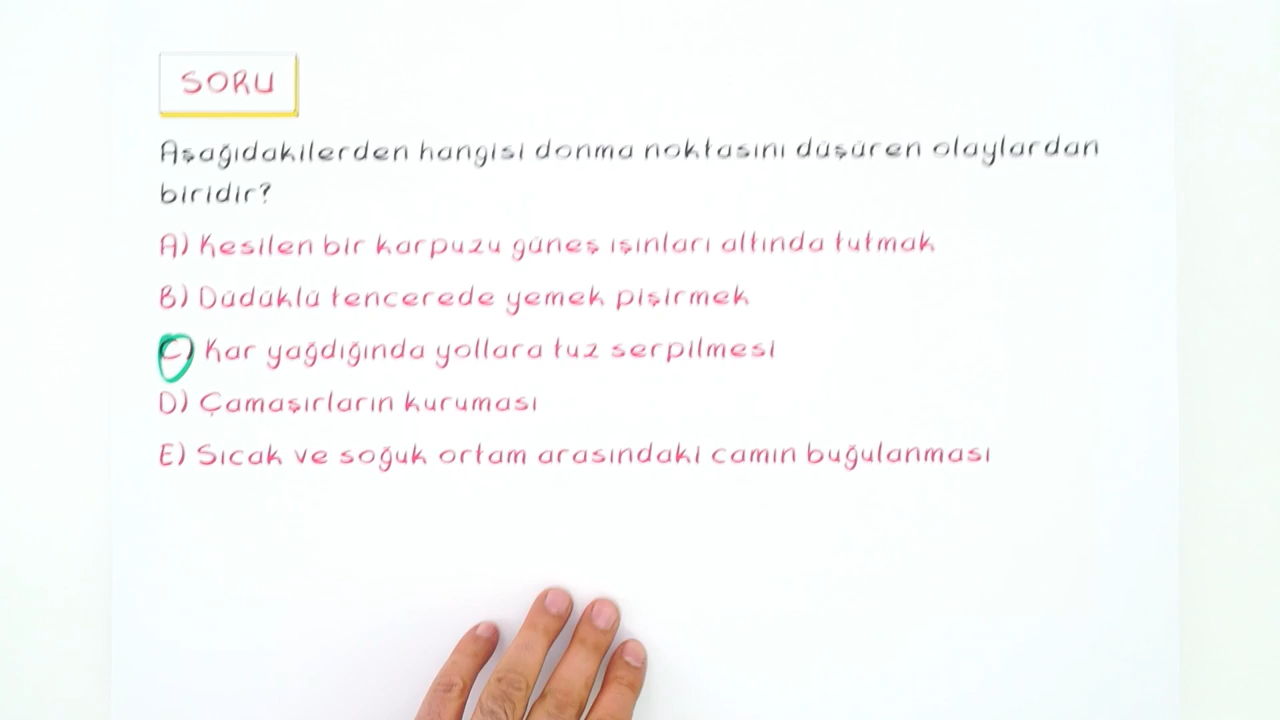 SORU
Aşağıdakilerden hangisi donma noktasını düşüren olaylardan
biridir?
A) Kesilen bir karpuzu güneş ışınları altında tutmak
B) Düdüklü tencerede yemek pişirmek
C) Kar yağdığında yollara tuz serpilmesi
D) Çamaşırların kuruması
E) Sıcak ve soğuk ortam arasındaki camın buğulanması